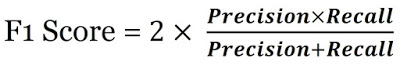 F1 Score = 2 × Precision×Recall / Precision+Recall